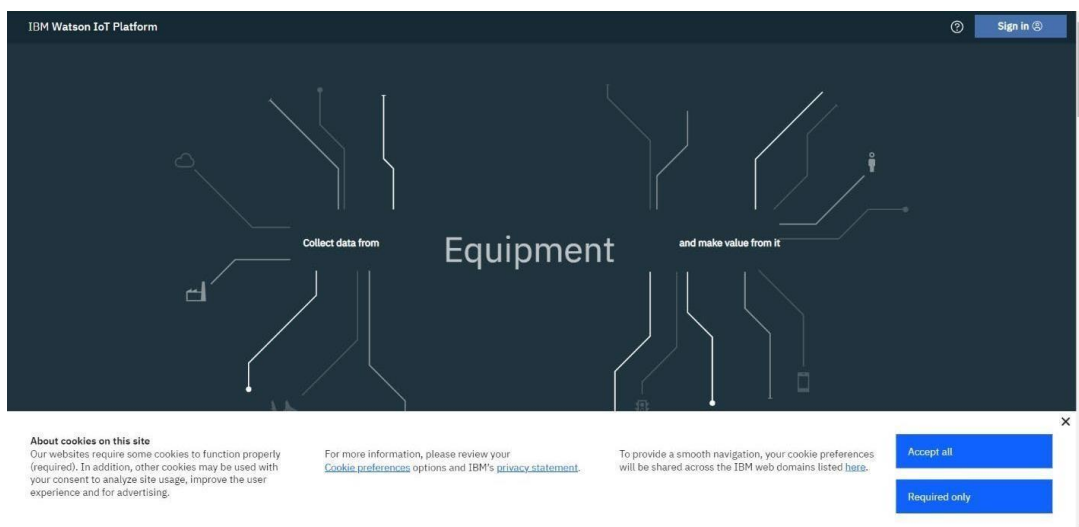 IBM Watson IoT Platform
Sign in
Collect data from
Equipment
and make value from it
About cookies on this site
Our websites require some cookies to function properly
(required). In addition, other cookies may be used with
your consent to analyze site usage, improve the user
experience and for advertising.
For more information, please review your
Cookie preferences options and IBM's privacy statement.
To provide a smooth navigation, your cookie preferences
will be shared across the IBM web domains listed here.
Accept all
Required only